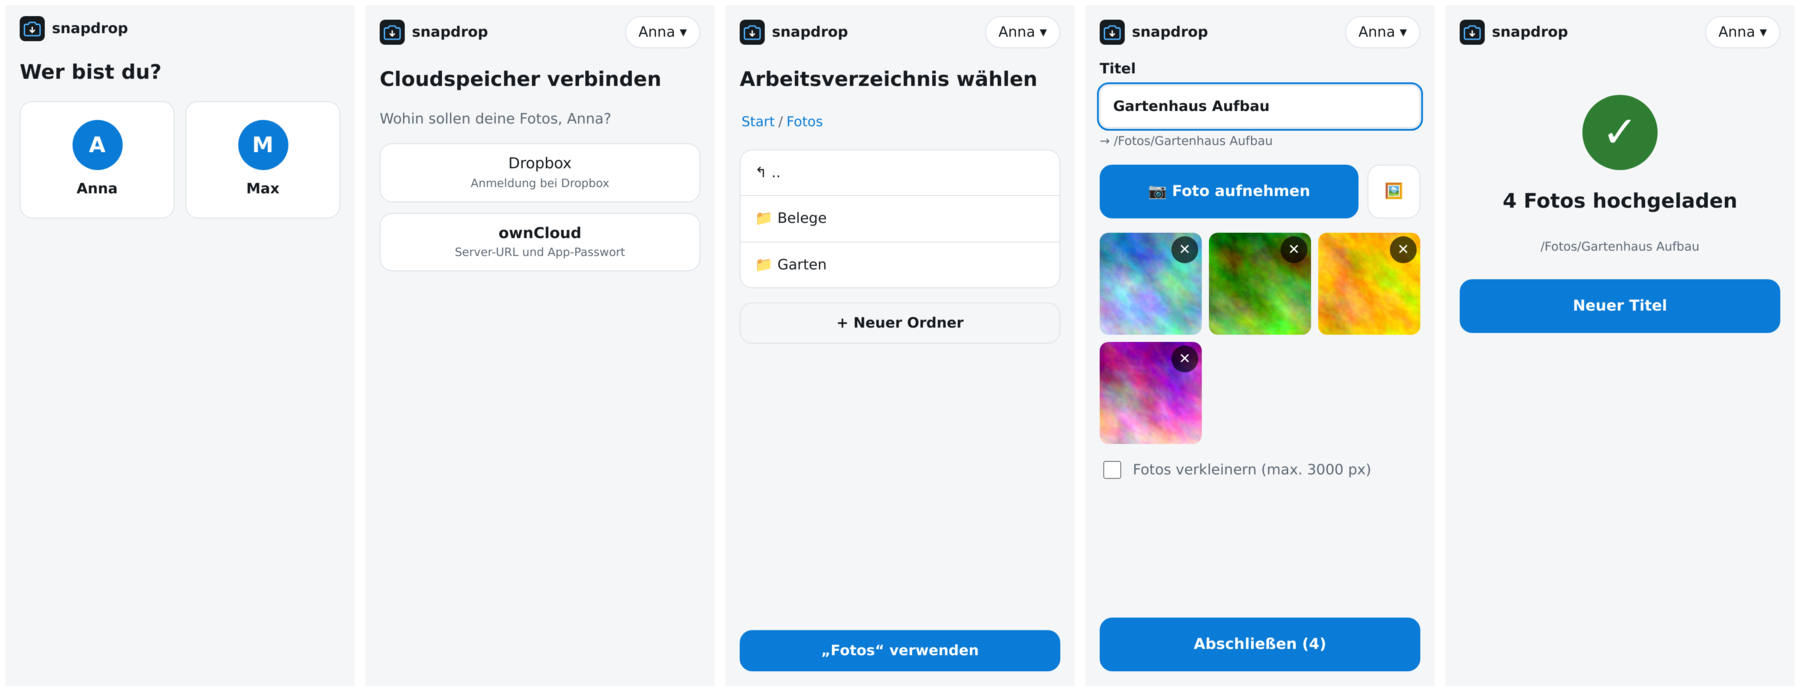 snapdrop
Wer bist du?
A
Anna
M
Max
snapdrop
Anna ▾
Cloudspeicher verbinden
Wohin sollen deine Fotos, Anna?
Dropbox
Anmeldung bei Dropbox
ownCloud
Server-URL und App-Passwort
snapdrop
Anna ▾
Arbeitsverzeichnis wählen
Start / Fotos
↰ ..
📁 Belege
📁 Garten
+ Neuer Ordner
„Fotos“ verwenden
snapdrop
Anna ▾
Titel
Gartenhaus Aufbau
→ /Fotos/Gartenhaus Aufbau
📷 Foto aufnehmen
🖼️
✕ ✕ ✕
✕
Fotos verkleinern (max. 3000 px)
Abschließen (4)
snapdrop
Anna ▾
✓
4 Fotos hochgeladen
/Fotos/Gartenhaus Aufbau
Neuer Titel